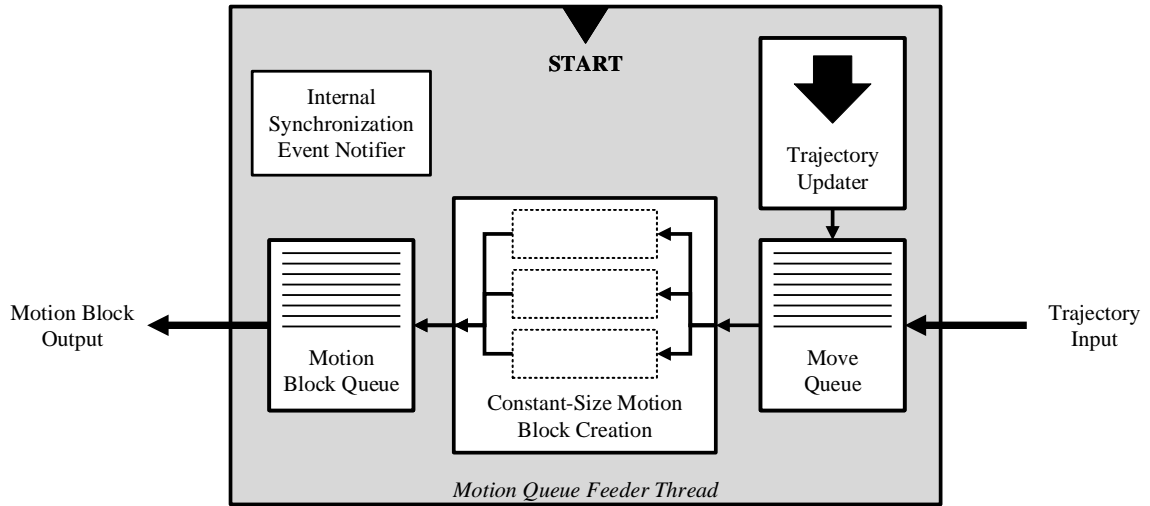 START
Internal
Synchronization
Event Notifier
Trajectory
Updater
Motion Block
Output
Motion
Block Queue
Constant-Size Motion
Block Creation
Move
Queue
Trajectory
Input
Motion Queue Feeder Thread